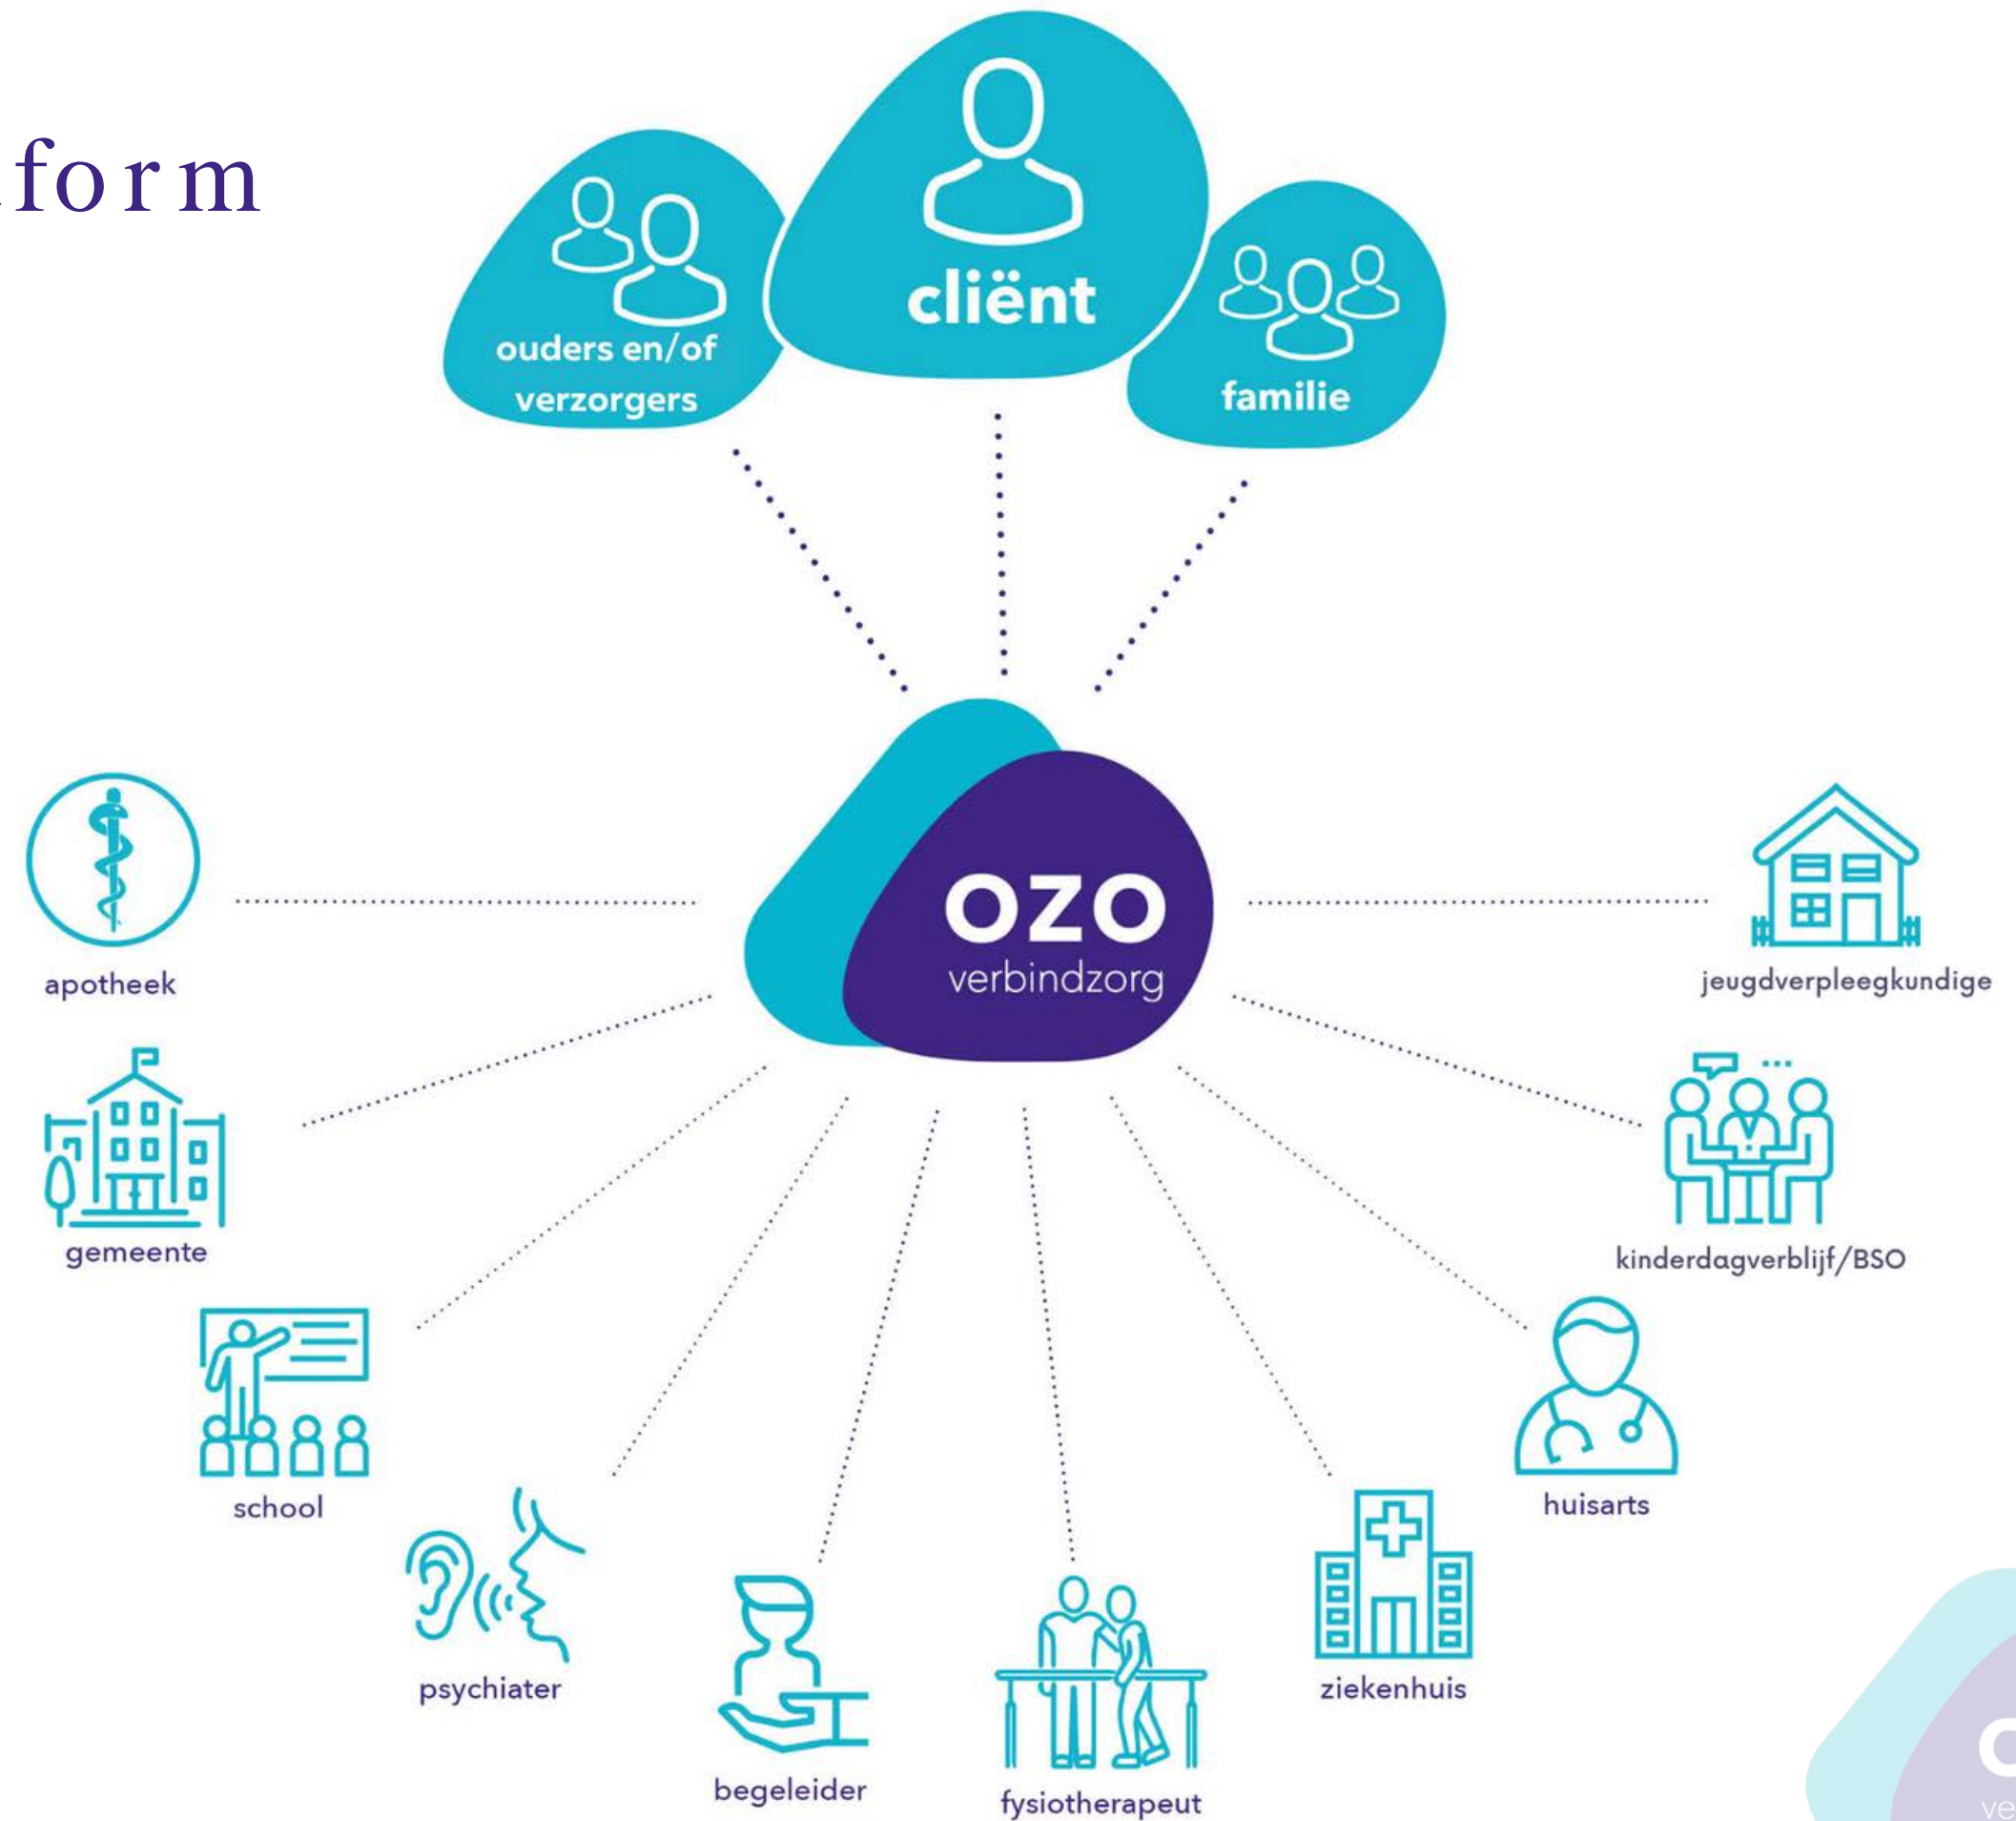 form
cliënt
ouders en/of
verzorgers
familie
ozo
verbindzorg
apotheek
jeugdverpleegkundige
gemeente
kinderdagverblijf/BSO
school
huisarts
psychiater
ziekenhuis
begeleider
fysiotherapeut